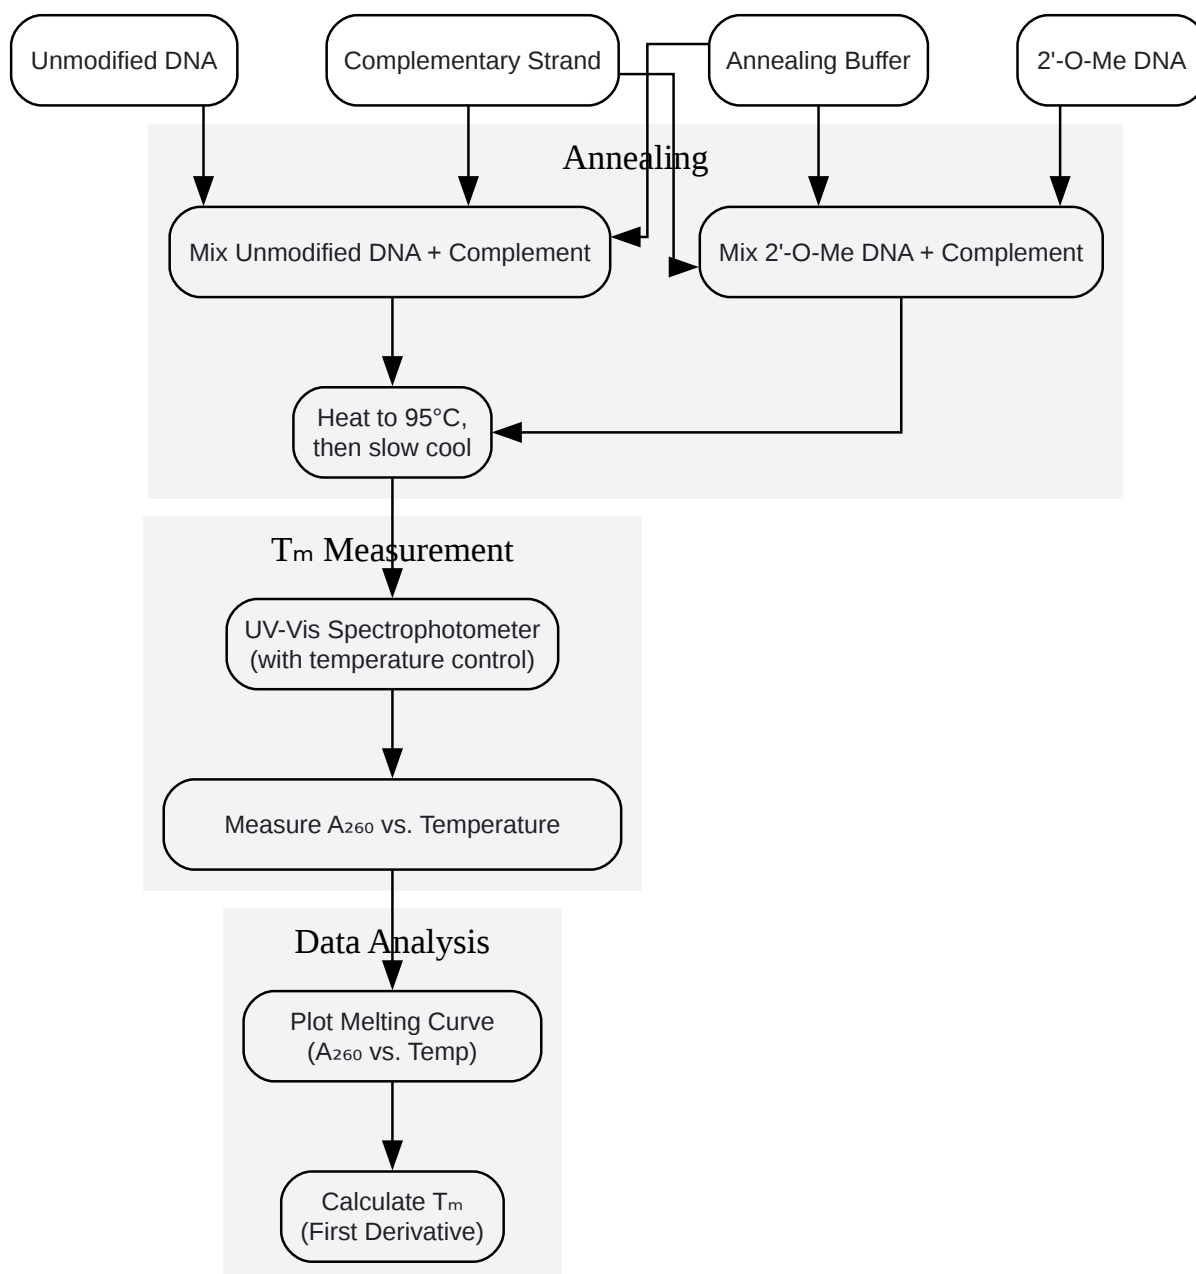 Unmodified DNA
Complementary Strand
Annealing Buffer
2'-O-Me DNA
Annealing
Mix Unmodified DNA + Complement
Mix 2'-O-Me DNA + Complement
Heat to 95°C,
then slow cool
Tₘ Measurement
UV-Vis Spectrophotometer
(with temperature control)
Measure A₂₆₀ vs. Temperature
Data Analysis
Plot Melting Curve
(A₂₆₀ vs. Temp)
Calculate Tₘ
(First Derivative)